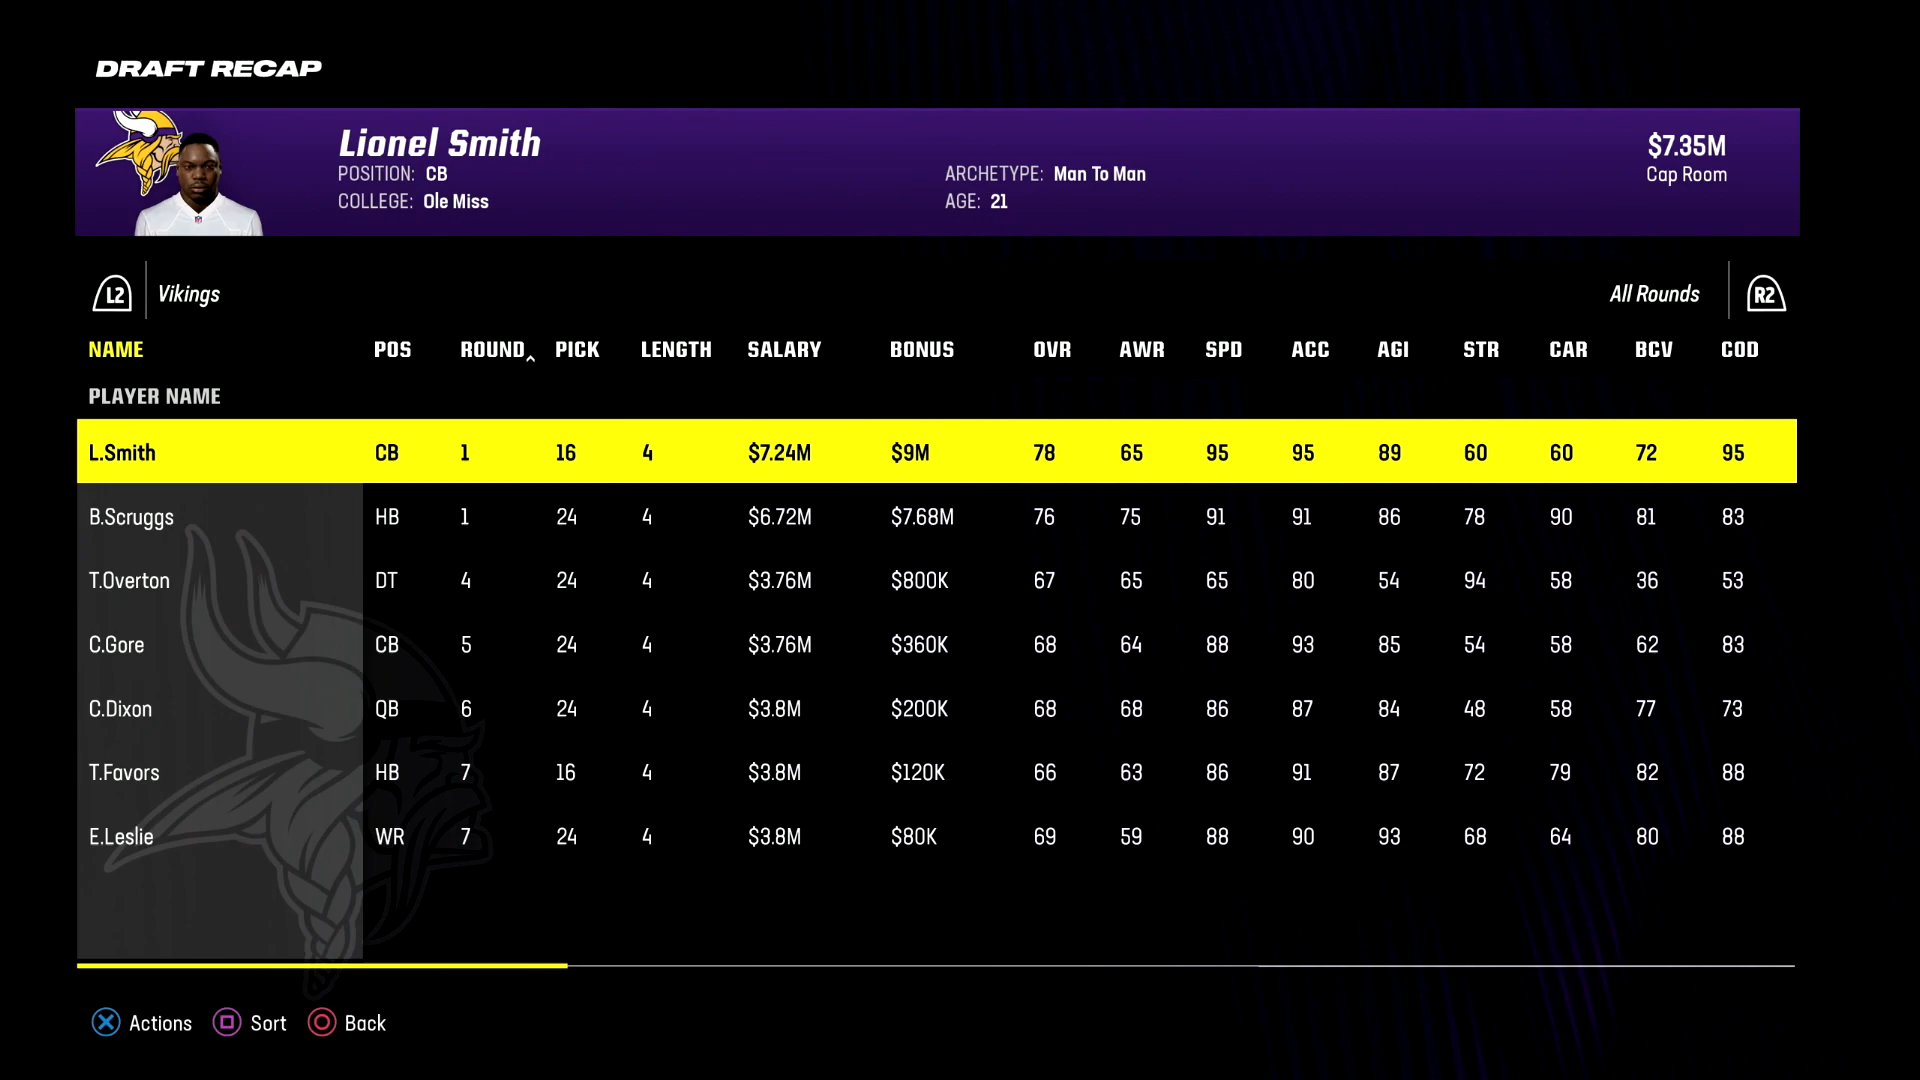 DRAFT RECAP
Lionel Smith
POSITION: CB
COLLEGE: Ole Miss
ARCHETYPE: Man To Man
AGE: 21
$7.35M
Cap Room
L2 Vikings All Rounds R2
NAME POS ROUND PICK LENGTH SALARY BONUS OVR AWR SPD ACC AGI STR CAR BCV COD
PLAYER NAME
L.Smith CB 1 16 4 $7.24M $9M 78 65 95 95 89 60 60 72 95
B.Scruggs HB 1 24 4 $6.72M $7.68M 76 75 91 91 86 78 90 81 83
T.Overton DT 4 24 4 $3.76M $800K 67 65 65 80 54 94 58 36 53
C.Gore CB 5 24 4 $3.76M $360K 68 64 88 93 85 54 58 62 83
C.Dixon QB 6 24 4 $3.8M $200K 68 68 86 87 84 48 58 77 73
T.Favors HB 7 16 4 $3.8M $120K 66 63 86 91 87 72 79 82 88
E.Leslie WR 7 24 4 $3.8M $80K 69 59 88 90 93 68 64 80 88
Actions Sort Back